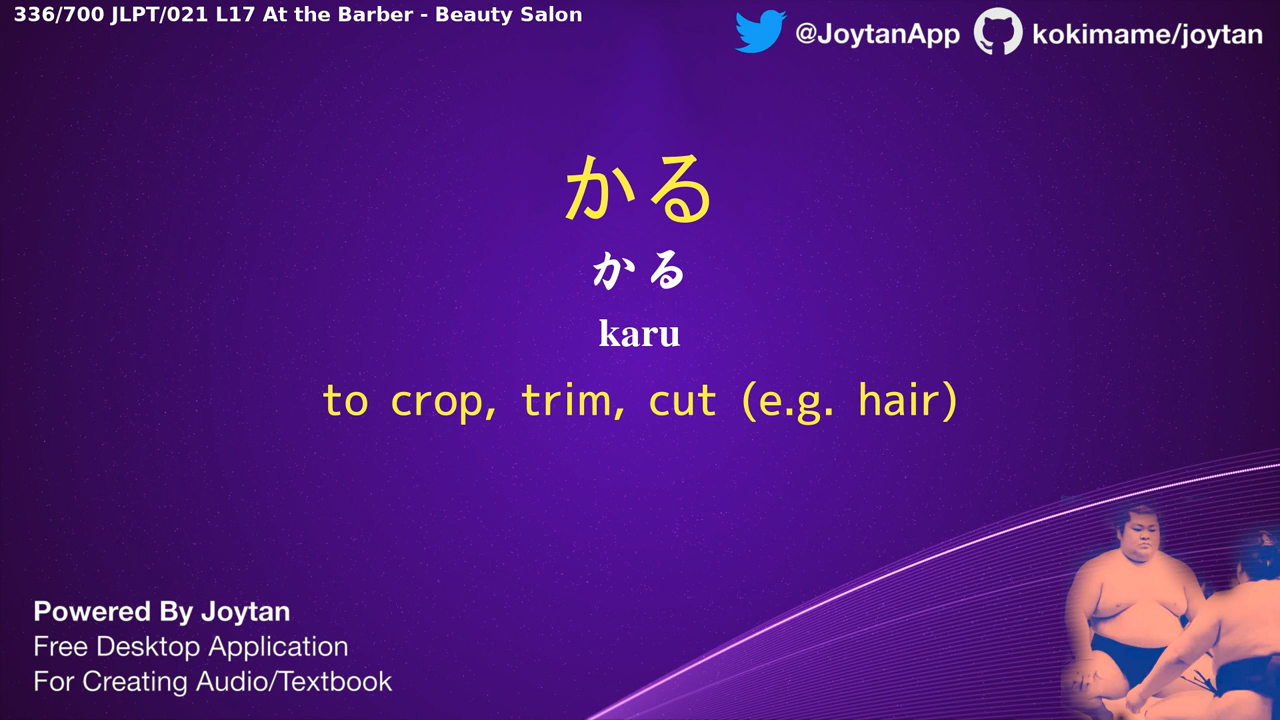 336/700 JLPT/021 L17 At the Barber - Beauty Salon
@JoytanApp kokimame/joytan
かる
かる
karu
to crop, trim, cut (e.g. hair)
Powered By Joytan
Free Desktop Application
For Creating Audio/Textbook